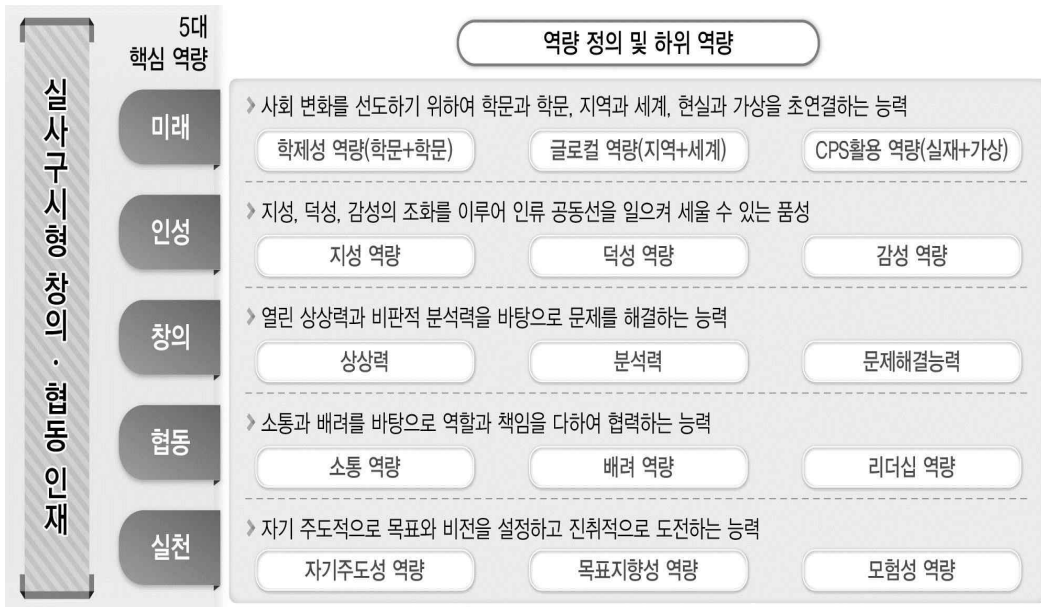 실사구시형 창의·협동 인재
5대
핵심 역량
역량 정의 및 하위 역량
미래
사회 변화를 선도하기 위하여 학문과 학문, 지역과 세계, 현실과 가상을 초연결하는 능력
학제성 역량(학문+학문)
글로컬 역량(지역+세계)
CPS활용 역량(실재+가상)
인성
지성, 덕성, 감성의 조화를 이루어 인류 공동선을 일으켜 세울 수 있는 품성
지성 역량
덕성 역량
감성 역량
창의
열린 상상력과 비판적 분석력을 바탕으로 문제를 해결하는 능력
상상력
분석력
문제해결능력
협동
소통과 배려를 바탕으로 역할과 책임을 다하여 협력하는 능력
소통 역량
배려 역량
리더십 역량
실천
자기 주도적으로 목표와 비전을 설정하고 진취적으로 도전하는 능력
자기주도성 역량
목표지향성 역량
모험성 역량